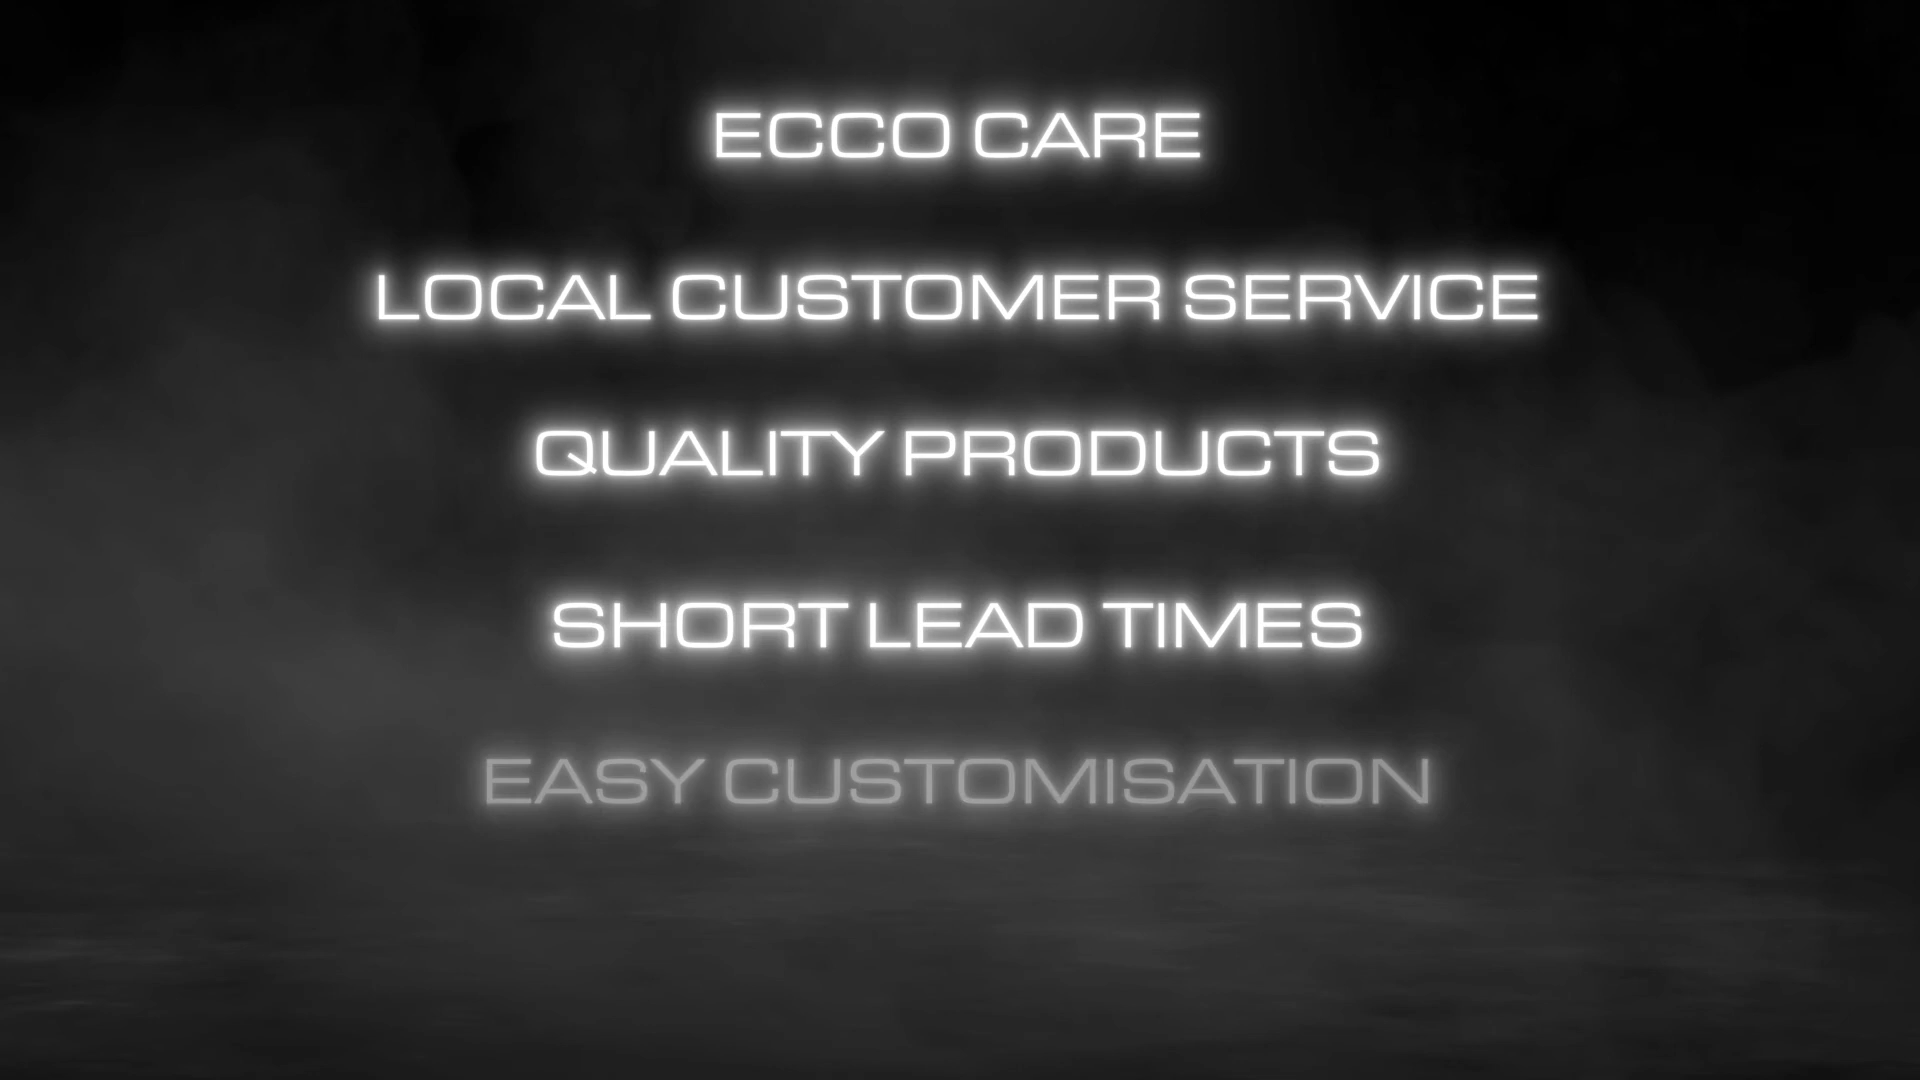 ECCO CARE
LOCAL CUSTOMER SERVICE
QUALITY PRODUCTS
SHORT LEAD TIMES
EASY CUSTOMISATION